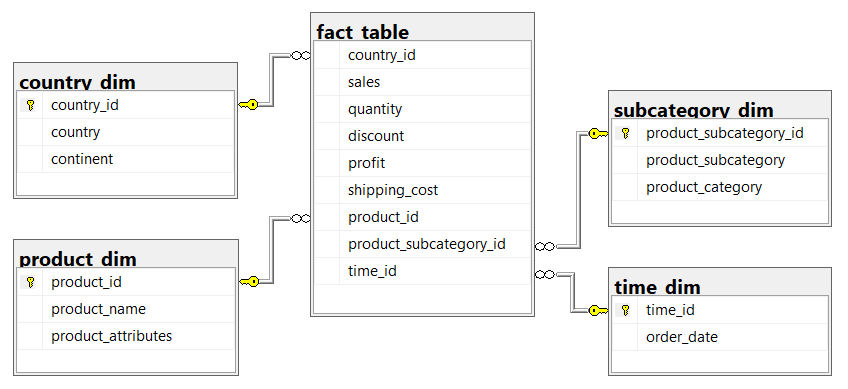 country_dim
country_id
country
continent
product_dim
product_id
product_name
product_attributes
fact_table
country_id
sales
quantity
discount
profit
shipping_cost
product_id
product_subcategory_id
time_id
subcategory_dim
product_subcategory_id
product_subcategory
product_category
time_dim
time_id
order_date